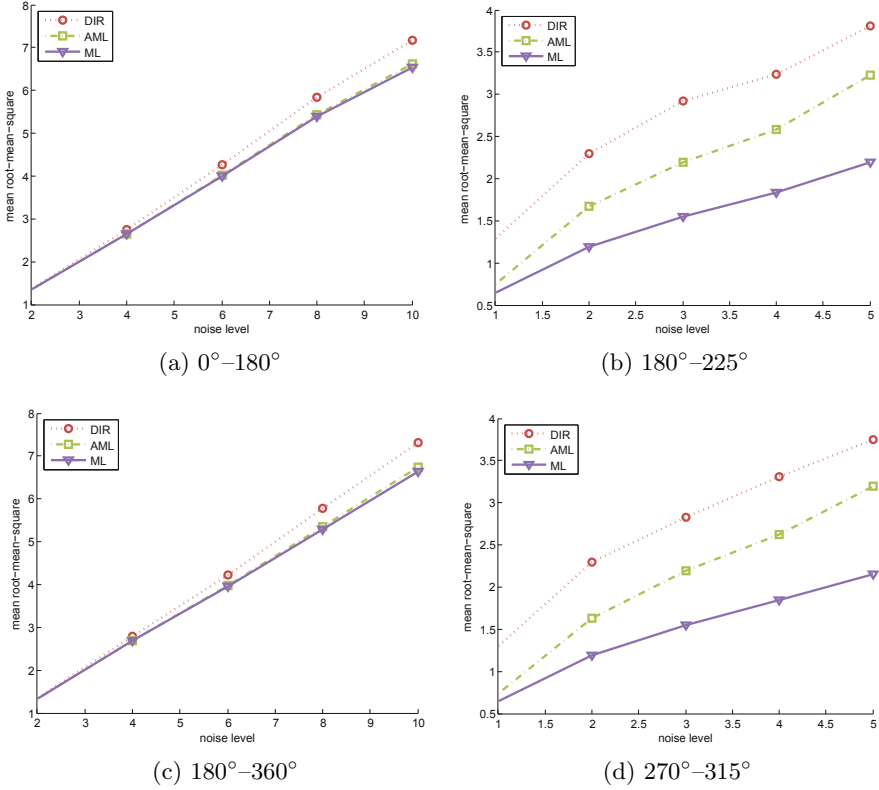 8
7
6
5
4
3
2
1
mean root−mean−square
2 3 4 5 6 7 8 9 10
noise level
DIR
AML
ML
(a) 0°–180°
4
3.5
3
2.5
2
1.5
1
0.5
mean root−mean−square
1 1.5 2 2.5 3 3.5 4 4.5 5
noise level
DIR
AML
ML
(b) 180°–225°
8
7
6
5
4
3
2
1
mean root−mean−square
2 3 4 5 6 7 8 9 10
noise level
DIR
AML
ML
(c) 180°–360°
4
3.5
3
2.5
2
1.5
1
0.5
mean root−mean−square
1 1.5 2 2.5 3 3.5 4 4.5 5
noise level
DIR
AML
ML
(d) 270°–315°